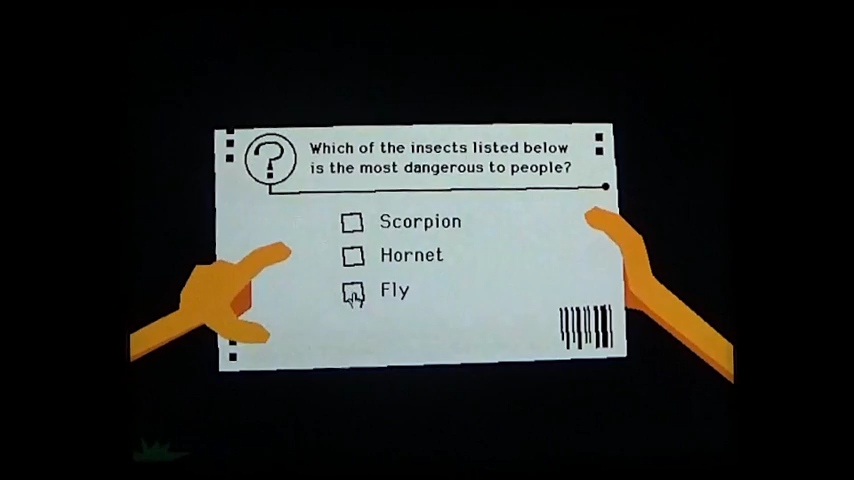 Which of the insects listed below
is the most dangerous to people?
Scorpion
Hornet
Fly